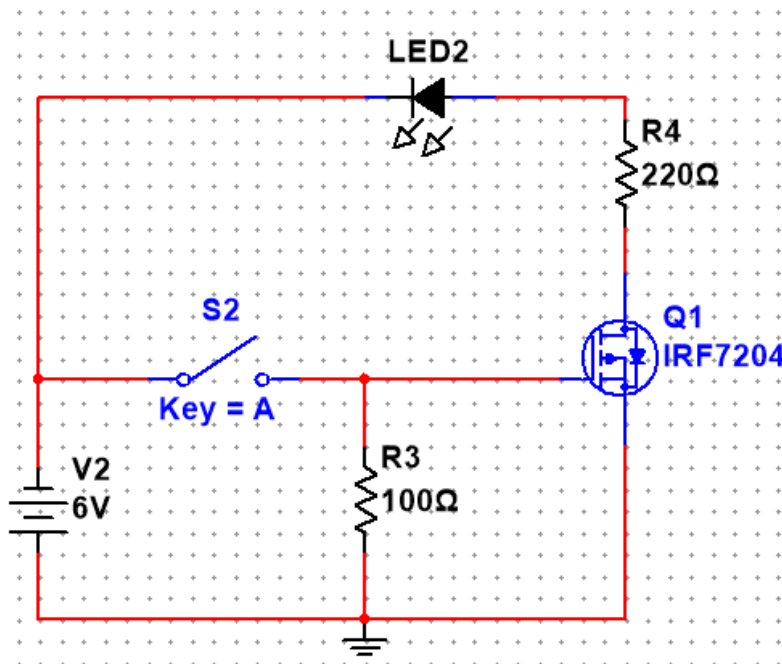 LED2
R4
220Ω
S2
Key = A
Q1
IRF7204
V2
6V
R3
100Ω